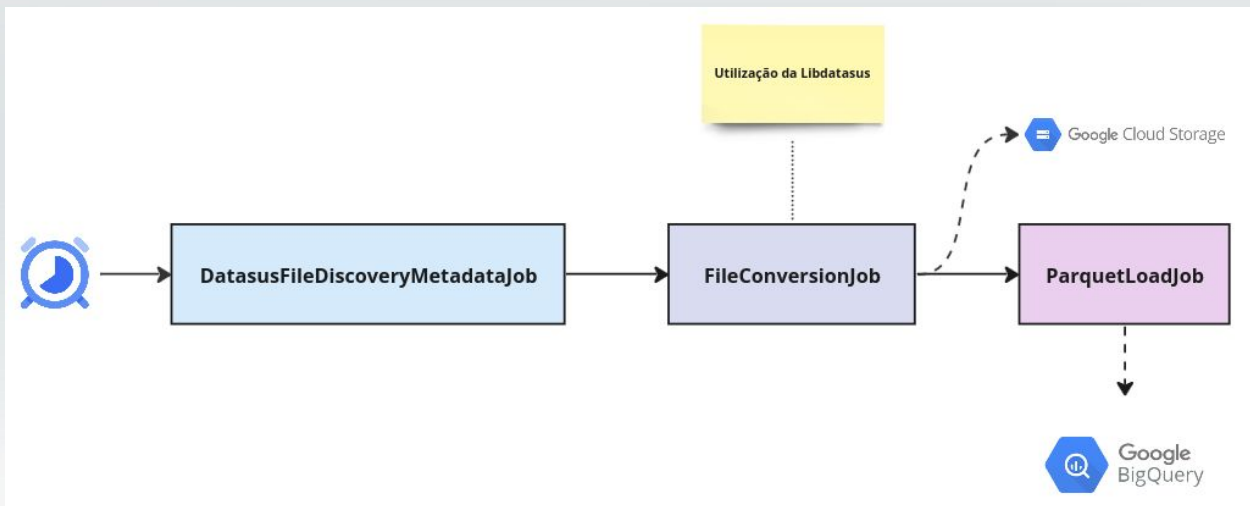 Utilização da Libdatasus
Google Cloud Storage
DatasusFileDiscoveryMetadataJob
FileConversionJob
ParquetLoadJob
Google
BigQuery